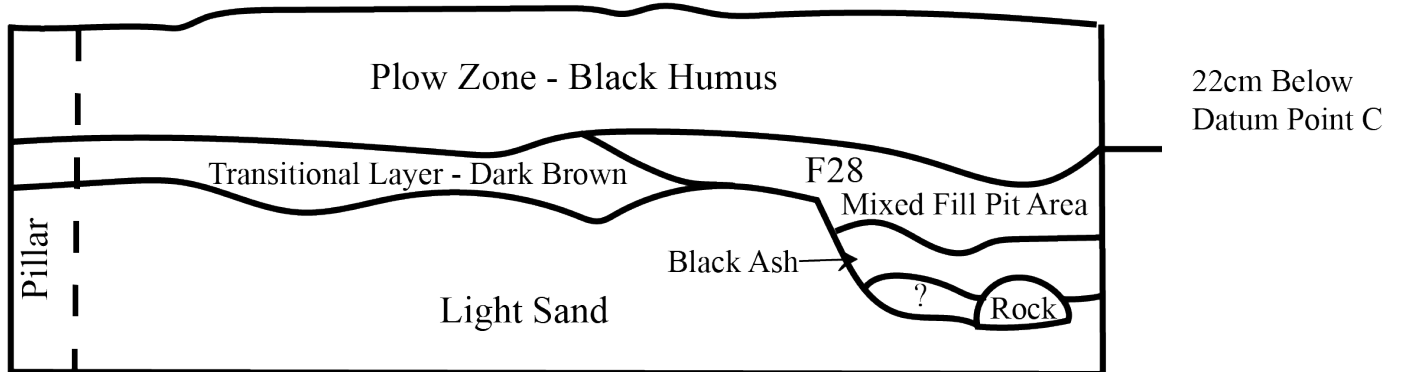 Plow Zone - Black Humus
22cm Below
Datum Point C
Transitional Layer - Dark Brown
F28
Mixed Fill Pit Area
Pillar
Black Ash
?
Rock
Light Sand